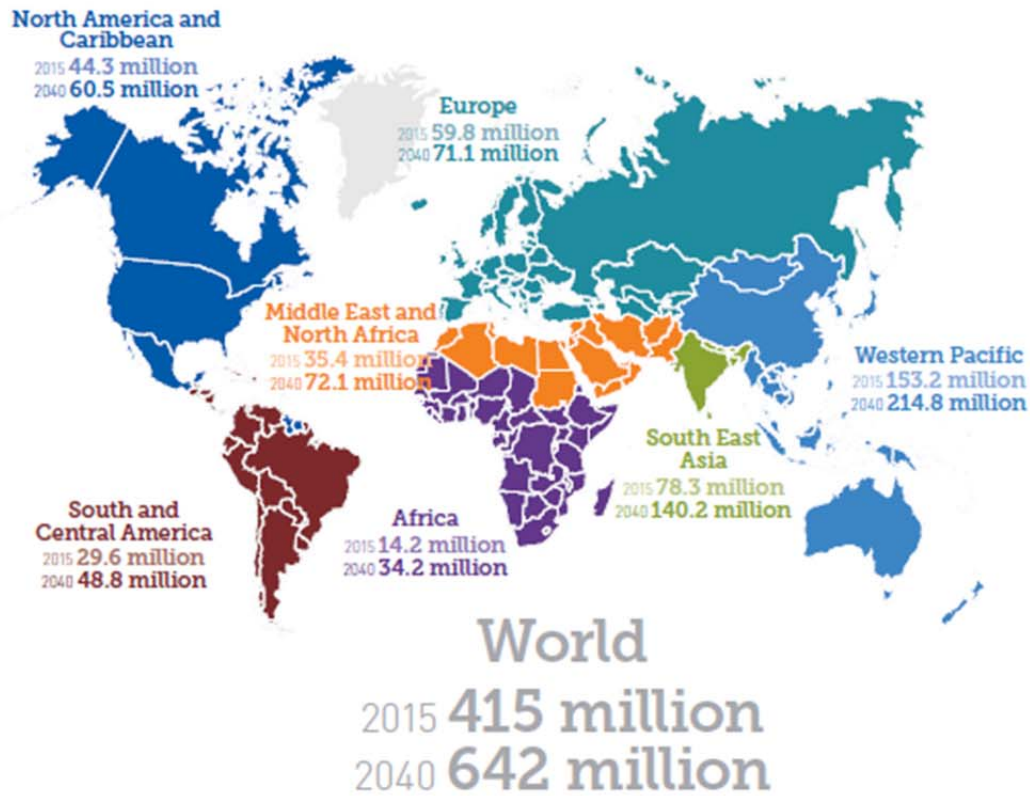 North America and
Caribbean
2015 44.3 million
2040 60.5 million
Europe
2015 59.8 million
2040 71.1 million
Middle East and
North Africa
2015 35.4 million
2040 72.1 million
Western Pacific
2015 153.2 million
2040 214.8 million
South East
Asia
2015 78.3 million
2040 140.2 million
South and
Central America
2015 29.6 million
2040 48.8 million
Africa
2015 14.2 million
2040 34.2 million
World
2015 415 million
2040 642 million